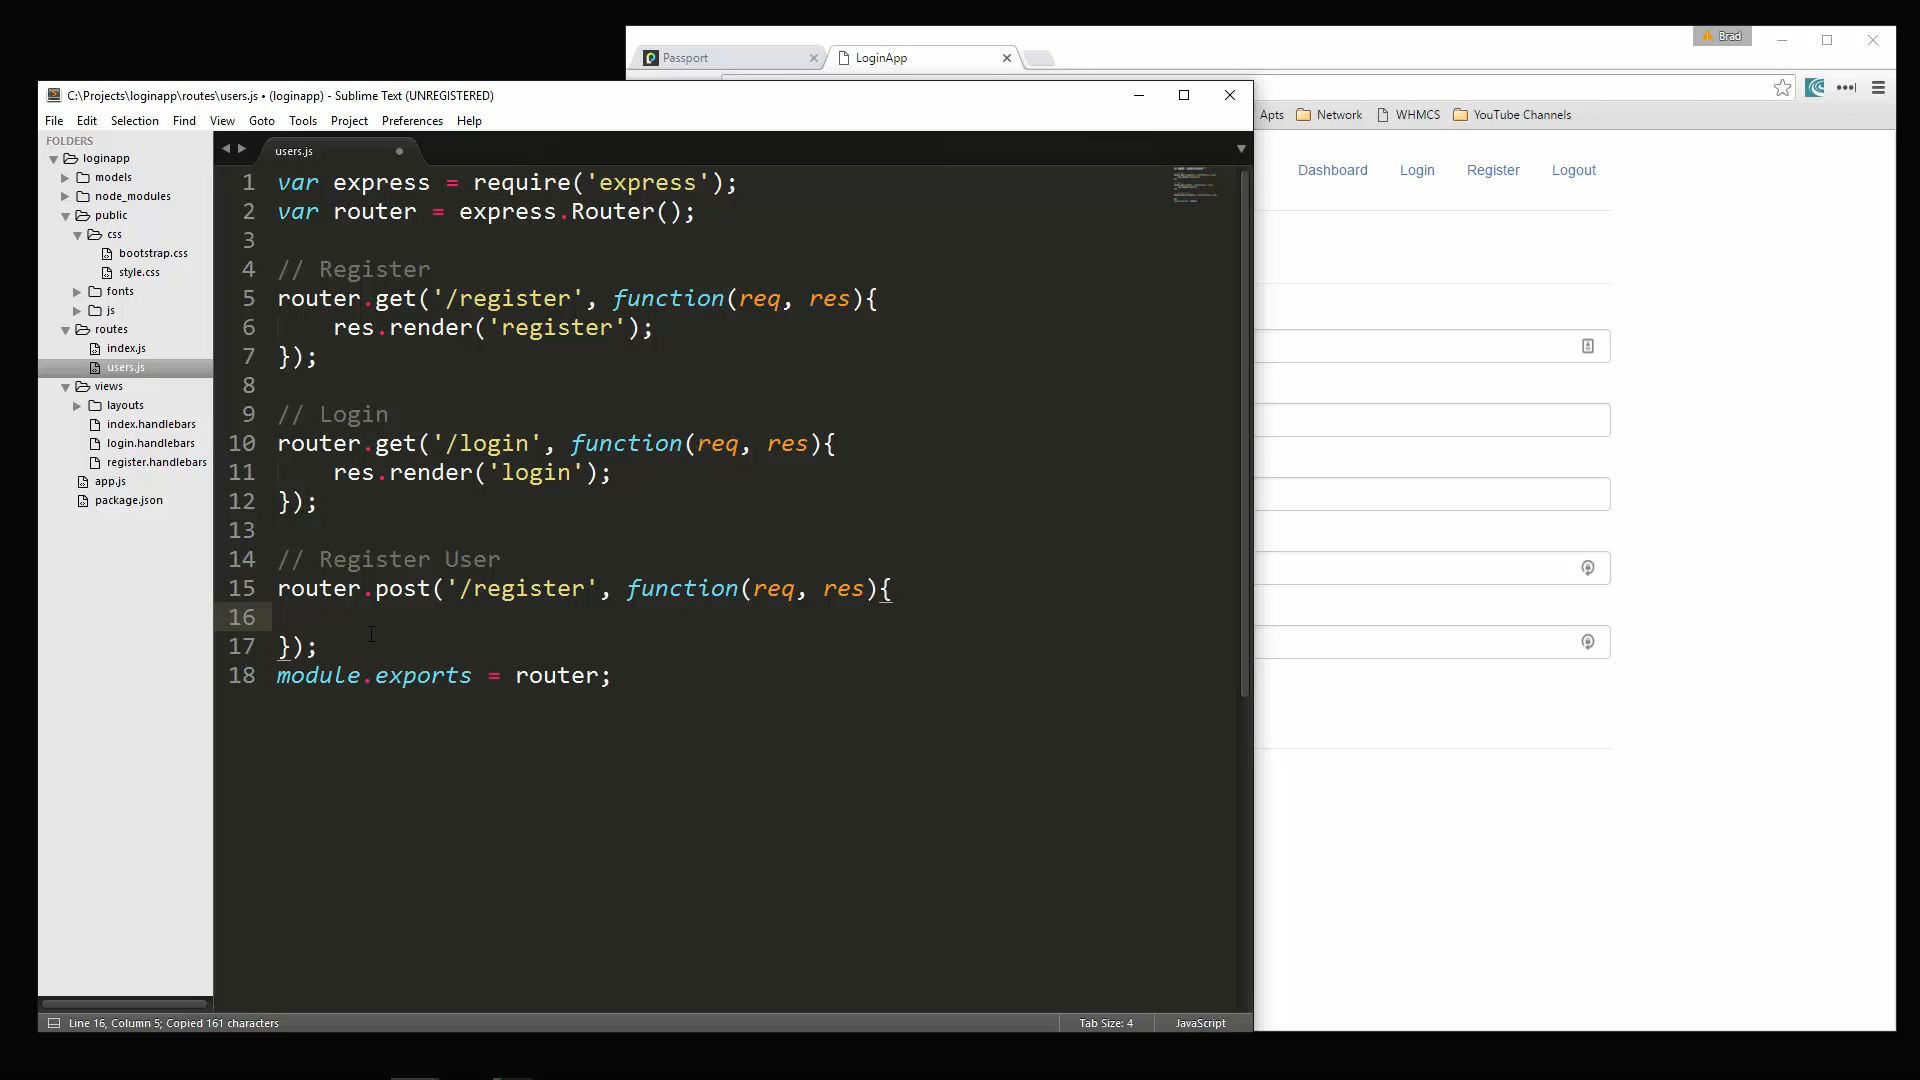 Brad
Passport
LoginApp
C:\Projects\loginapp\routes\users.js • (loginapp) - Sublime Text (UNREGISTERED)
File Edit Selection Find View Goto Tools Project Preferences Help
Apts Network WHMCS YouTube Channels
FOLDERS
loginapp
models
node_modules
public
css
bootstrap.css
style.css
fonts
js
routes
index.js
users.js
views
layouts
index.handlebars
login.handlebars
register.handlebars
app.js
package.json
users.js
1 var express = require('express');
2 var router = express.Router();
3
4 // Register
5 router.get('/register', function(req, res){
6 res.render('register');
7 });
8
9 // Login
10 router.get('/login', function(req, res){
11 res.render('login');
12 });
13
14 // Register User
15 router.post('/register', function(req, res){
16
17 });
18 module.exports = router;
Dashboard Login Register Logout
Line 16, Column 5; Copied 161 characters
Tab Size: 4
JavaScript